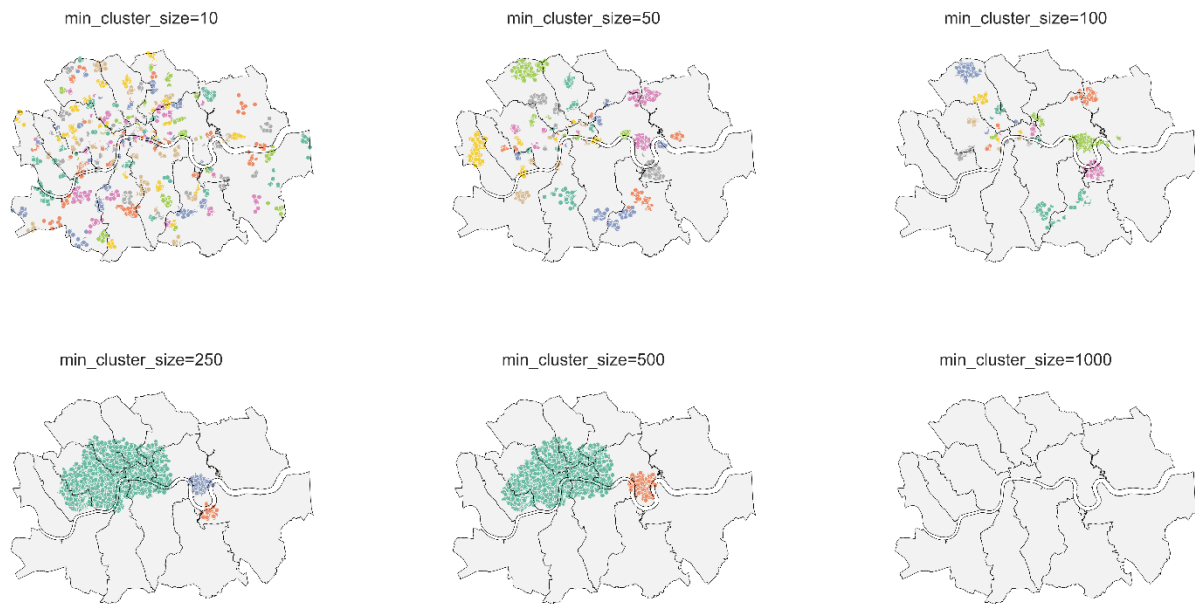 min_cluster_size=10
min_cluster_size=50
min_cluster_size=100
min_cluster_size=250
min_cluster_size=500
min_cluster_size=1000